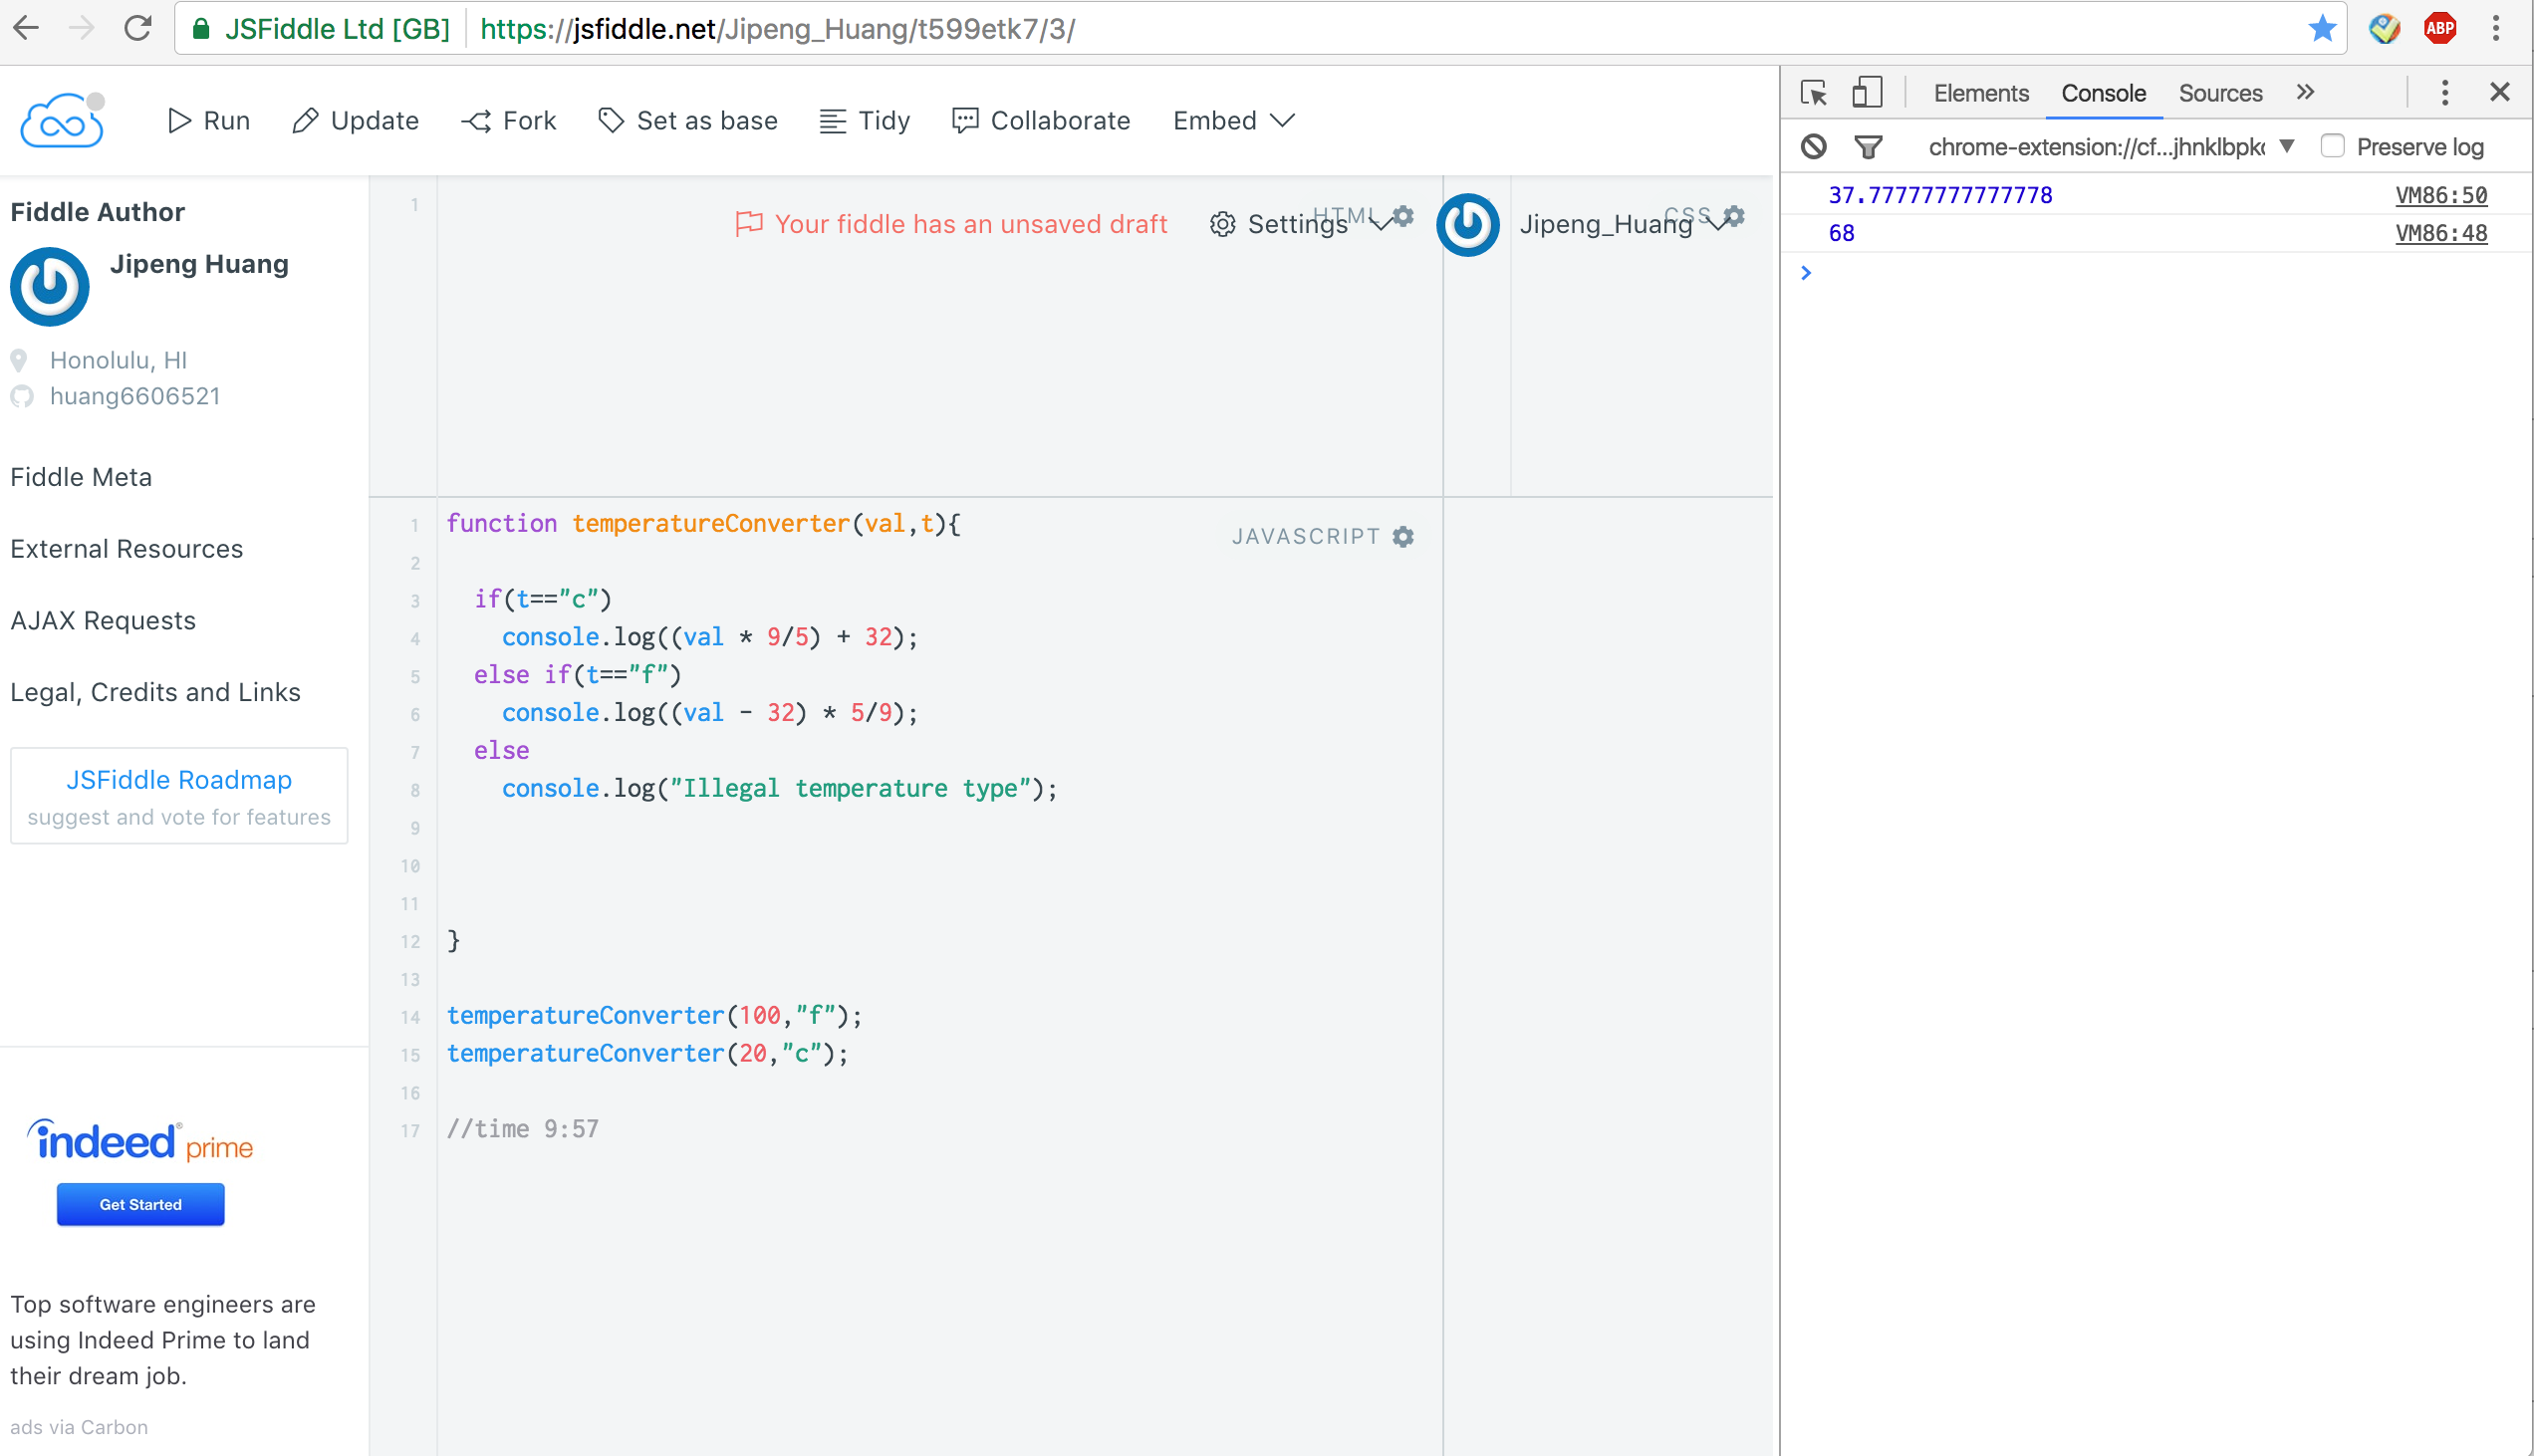 JSFiddle Ltd [GB] https://jsfiddle.net/Jipeng_Huang/t599etk7/3/
ABP
Run Update Fork Set as base Tidy Collaborate Embed
Your fiddle has an unsaved draft Settings Jipeng_Huang
HTML CSS
Fiddle Author
Jipeng Huang
Honolulu, HI
huang6606521
Fiddle Meta
External Resources
AJAX Requests
Legal, Credits and Links
JSFiddle Roadmap
suggest and vote for features
indeed® prime
Get Started
Top software engineers are
using Indeed Prime to land
their dream job.
ads via Carbon
1
JAVASCRIPT
1 function temperatureConverter(val,t){
2
3 if(t=="c")
4 console.log((val * 9/5) + 32);
5 else if(t=="f")
6 console.log((val - 32) * 5/9);
7 else
8 console.log("Illegal temperature type");
9
10
11
12 }
13
14 temperatureConverter(100,"f");
15 temperatureConverter(20,"c");
16
17 //time 9:57
Elements Console Sources »
chrome-extension://cf...jhnklbpkc ▼ Preserve log
37.77777777777778 VM86:50
68 VM86:48
>